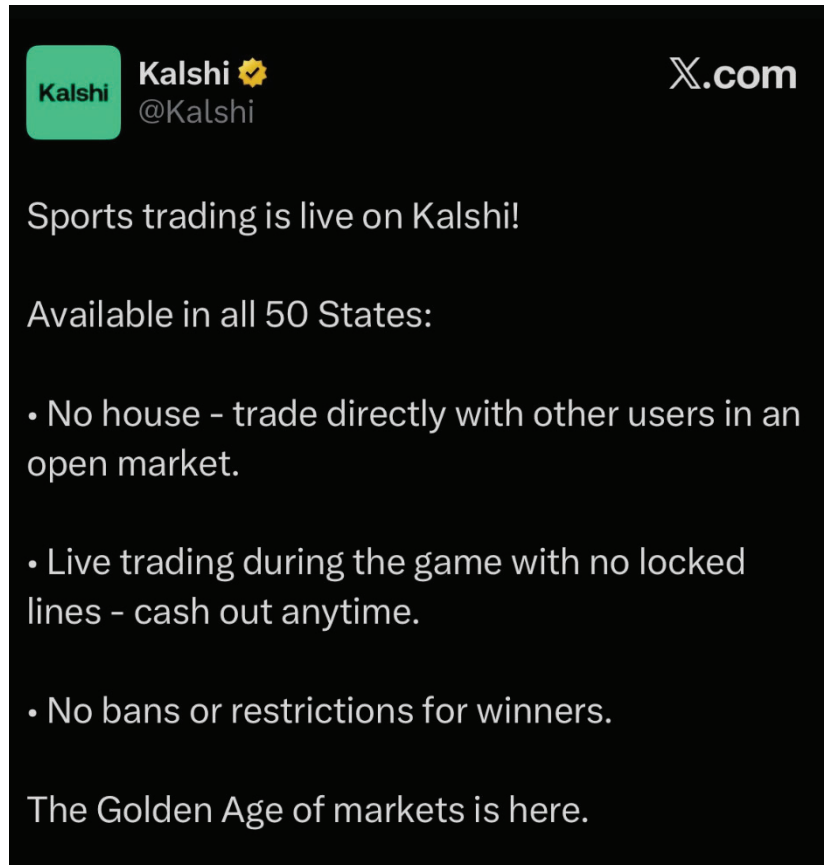 Kalshi
Kalshi
@Kalshi
X.com
Sports trading is live on Kalshi!
Available in all 50 States:
• No house - trade directly with other users in an
open market.
• Live trading during the game with no locked
lines - cash out anytime.
• No bans or restrictions for winners.
The Golden Age of markets is here.